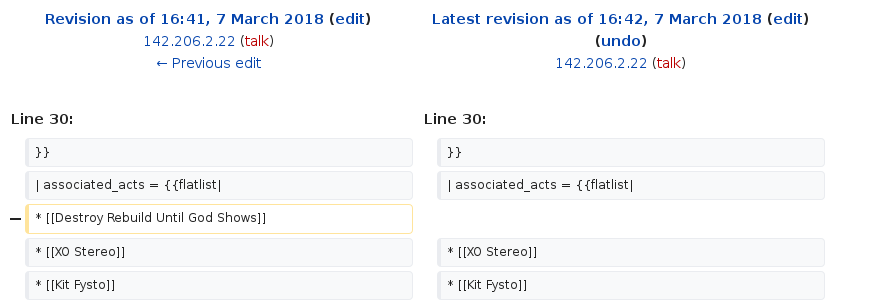 Revision as of 16:41, 7 March 2018 (edit)
142.206.2.22 (talk)
← Previous edit
Latest revision as of 16:42, 7 March 2018 (edit)
(undo)
142.206.2.22 (talk)
Line 30:
Line 30:
}}
}}
| associated_acts = {{flatlist|
| associated_acts = {{flatlist|
− * [[Destroy Rebuild Until God Shows]]
* [[XO Stereo]]
* [[XO Stereo]]
* [[Kit Fysto]]
* [[Kit Fysto]]